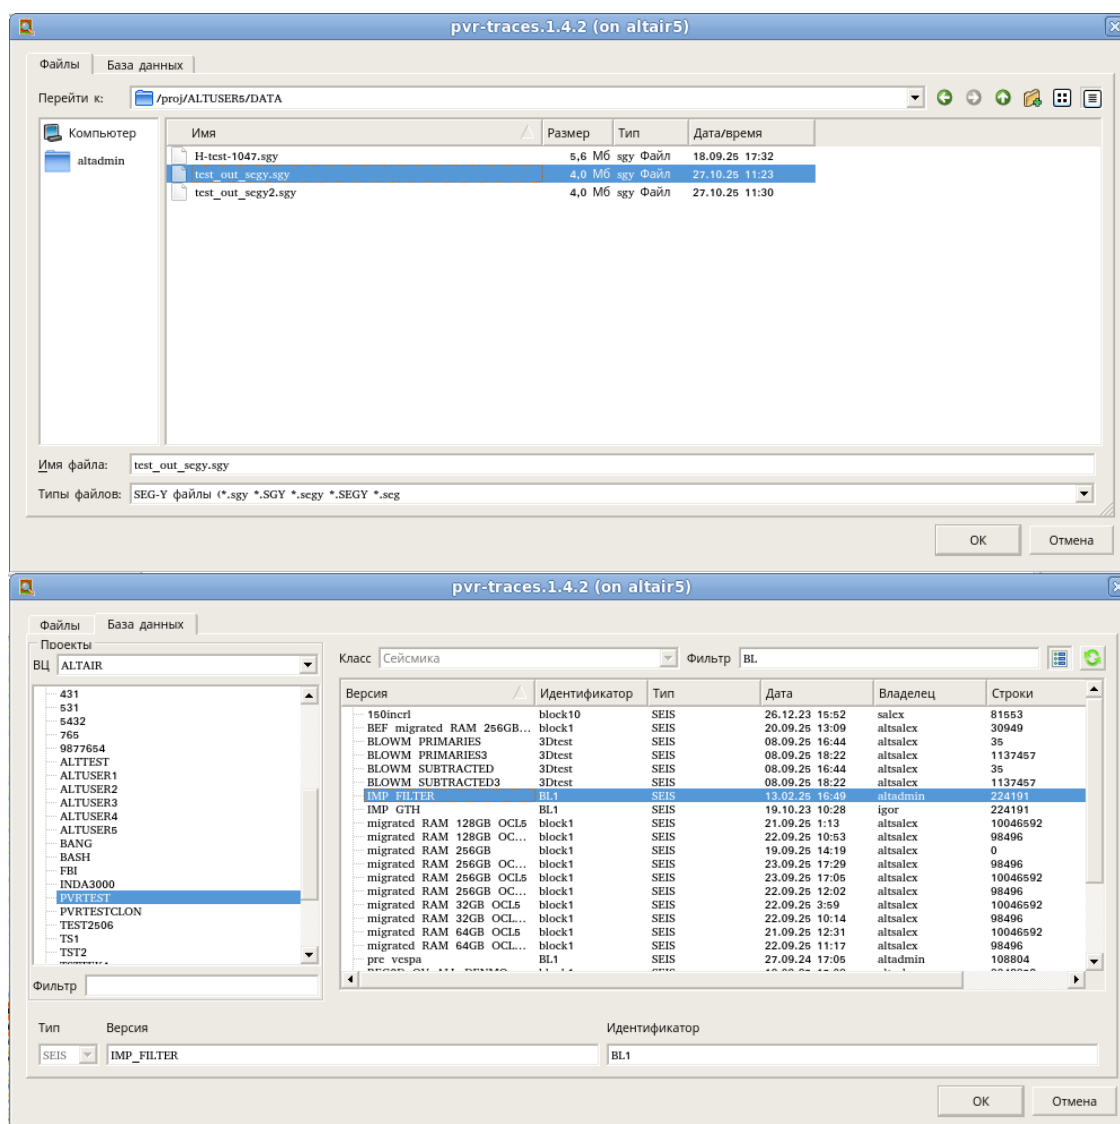 pvr-traces.1.4.2 (on altair5)
Файлы База данных
Перейти к: /proj/ALTUSER5/DATA
Компьютер Имя Размер Тип Дата/время
altadmin H-test-1047.sgy 5,6 Мб sgy Файл 18.09.25 17:32
test_out_segy.sgy 4,0 Мб sgy Файл 27.10.25 11:23
test_out_segy2.sgy 4,0 Мб sgy Файл 27.10.25 11:30
Имя файла: test_out_segy.sgy
Типы файлов: SEG-Y файлы (*.sgy *.SGY *.segy *.SEGY *.seg
ОК Отмена
pvr-traces.1.4.2 (on altair5)
Файлы База данных
Проекты
ВЦ ALTAIR
431
531
5432
765
9877654
ALTTEST
ALTUSER1
ALTUSER2
ALTUSER3
ALTUSER4
ALTUSER5
BANG
BASH
FBI
INDA3000
PVRTEST
PVRTESTCLON
TEST2506
TS1
TST2
Фильтр
Класс Сейсмика Фильтр BL
Версия Идентификатор Тип Дата Владелец Строки
150incrl block10 SEIS 26.12.23 15:52 salex 81553
BEF migrated RAM 256GB... block1 SEIS 20.09.25 13:09 altsalex 30949
BLOWM PRIMARIES 3Dtest SEIS 08.09.25 16:44 altsalex 35
BLOWM PRIMARIES3 3Dtest SEIS 08.09.25 18:22 altsalex 1137457
BLOWM SUBTRACTED 3Dtest SEIS 08.09.25 16:44 altsalex 35
BLOWM SUBTRACTED3 3Dtest SEIS 08.09.25 18:22 altsalex 1137457
IMP FILTER BL1 SEIS 13.02.25 16:49 altadmin 224191
IMP GTH BL1 SEIS 19.10.23 10:28 igor 224191
migrated RAM 128GB OCL5 block1 SEIS 21.09.25 1:13 altsalex 10046592
migrated RAM 128GB OC... block1 SEIS 22.09.25 10:53 altsalex 98496
migrated RAM 256GB block1 SEIS 19.09.25 14:19 altsalex 0
migrated RAM 256GB OC... block1 SEIS 23.09.25 17:29 altsalex 98496
migrated RAM 256GB OCL5 block1 SEIS 23.09.25 17:05 altsalex 10046592
migrated RAM 256GB OC... block1 SEIS 22.09.25 12:02 altsalex 98496
migrated RAM 32GB OCL5 block1 SEIS 22.09.25 3:59 altsalex 10046592
migrated RAM 32GB OCL... block1 SEIS 22.09.25 10:14 altsalex 98496
migrated RAM 64GB OCL5 block1 SEIS 21.09.25 12:31 altsalex 10046592
migrated RAM 64GB OCL... block1 SEIS 22.09.25 11:17 altsalex 98496
pre vespa BL1 SEIS 27.09.24 17:05 altadmin 108804
Тип Версия Идентификатор
SEIS IMP_FILTER BL1
ОК Отмена